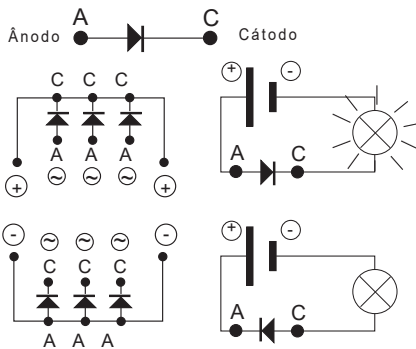 Ânodo A C Cátodo
C C C
A A A
~ ~ ~
+ +
+ -
A C
- ~ ~ ~ -
C C C
A A A
+ -
A C